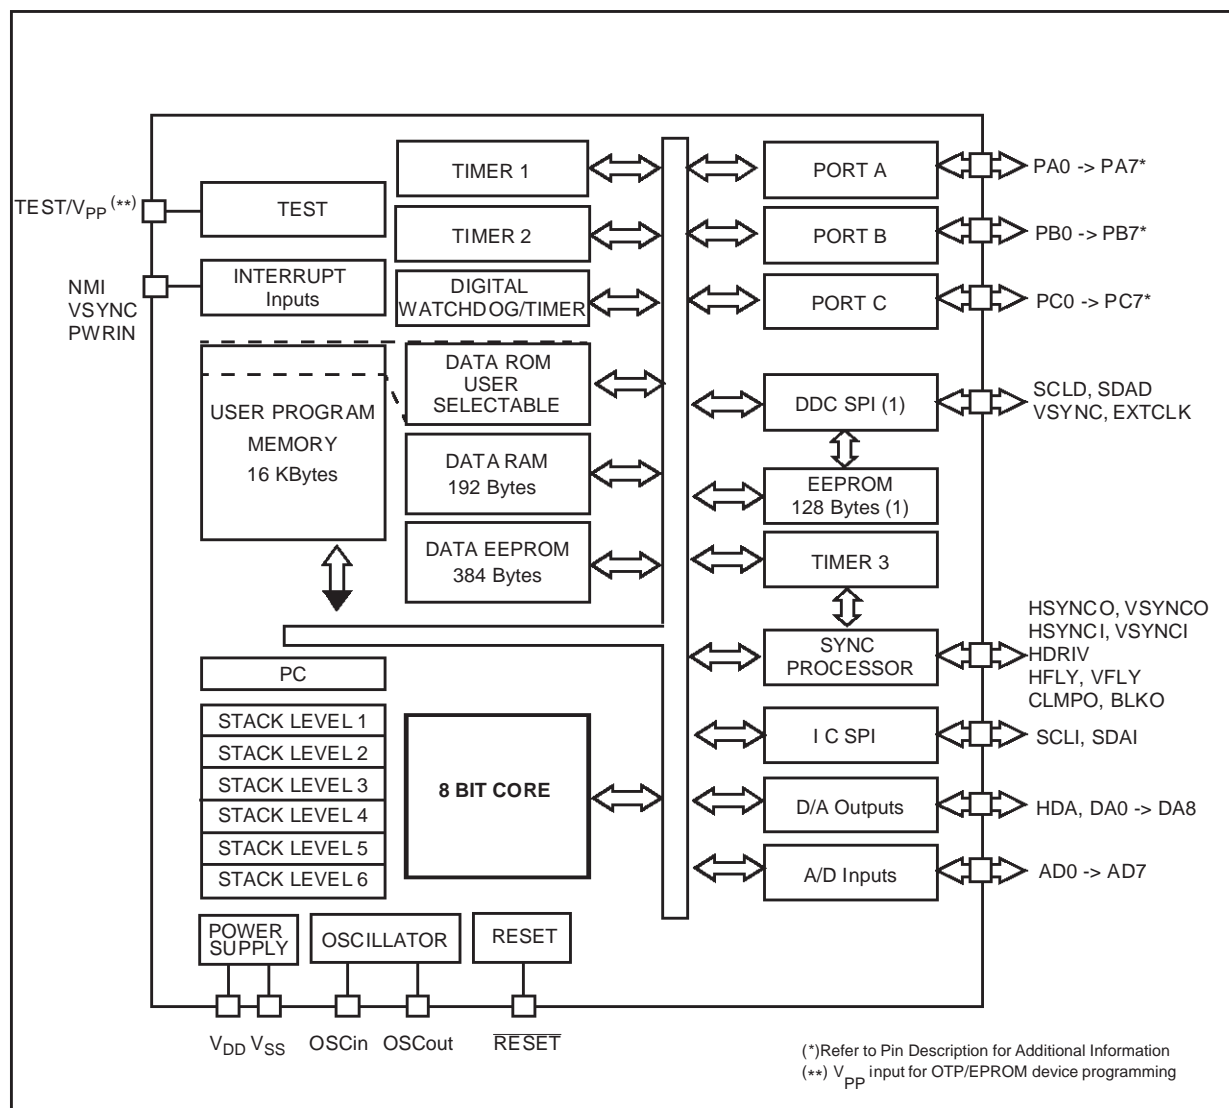 TEST/VPP (**)
NMI
VSYNC
PWRIN
TEST
INTERRUPT
Inputs
USER PROGRAM
MEMORY
16 KBytes
TIMER 1
TIMER 2
DIGITAL
WATCHDOG/TIMER
DATA ROM
USER
SELECTABLE
DATA RAM
192 Bytes
DATA EEPROM
384 Bytes
PC
STACK LEVEL 1
STACK LEVEL 2
STACK LEVEL 3
STACK LEVEL 4
STACK LEVEL 5
STACK LEVEL 6
8 BIT CORE
POWER
SUPPLY
OSCILLATOR
RESET
VDD VSS
OSCin
OSCout
RESET
PORT A
PORT B
PORT C
DDC SPI (1)
EEPROM
128 Bytes (1)
TIMER 3
SYNC
PROCESSOR
I C SPI
D/A Outputs
A/D Inputs
PA0 -> PA7*
PB0 -> PB7*
PC0 -> PC7*
SCLD, SDAD
VSYNC, EXTCLK
HSYNCO, VSYNCO
HSYNCI, VSYNCI
HDRIV
HFLY, VFLY
CLMPO, BLKO
SCLI, SDAI
HDA, DA0 -> DA8
AD0 -> AD7
(*)Refer to Pin Description for Additional Information
(**) VPP input for OTP/EPROM device programming